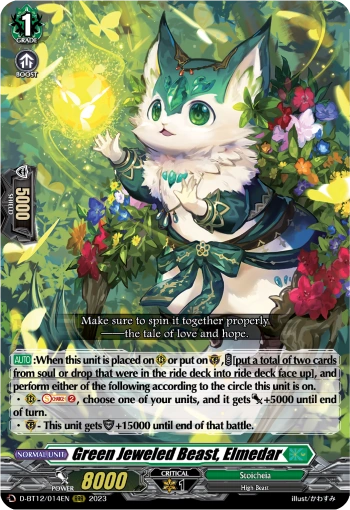 1
GRADE
BOOST
5000
SHIELD
Make sure to spin it together properly
——the tale of love and hope.
AUTO :When this unit is placed on or put on , [put a total of two cards
from soul or drop that were in the ride deck into ride deck face up], and
perform either of the following according to the circle this unit is on.
・ - 2 , choose one of your units, and it gets +5000 until end
of turn.
・ - This unit gets +15000 until end of that battle.
NORMAL UNIT
Green Jeweled Beast, Elmedar
POWER
8000
CRITICAL
1
Stoicheia
High Beast
D-BT12/014EN RRR 2023
illust/かわすみ